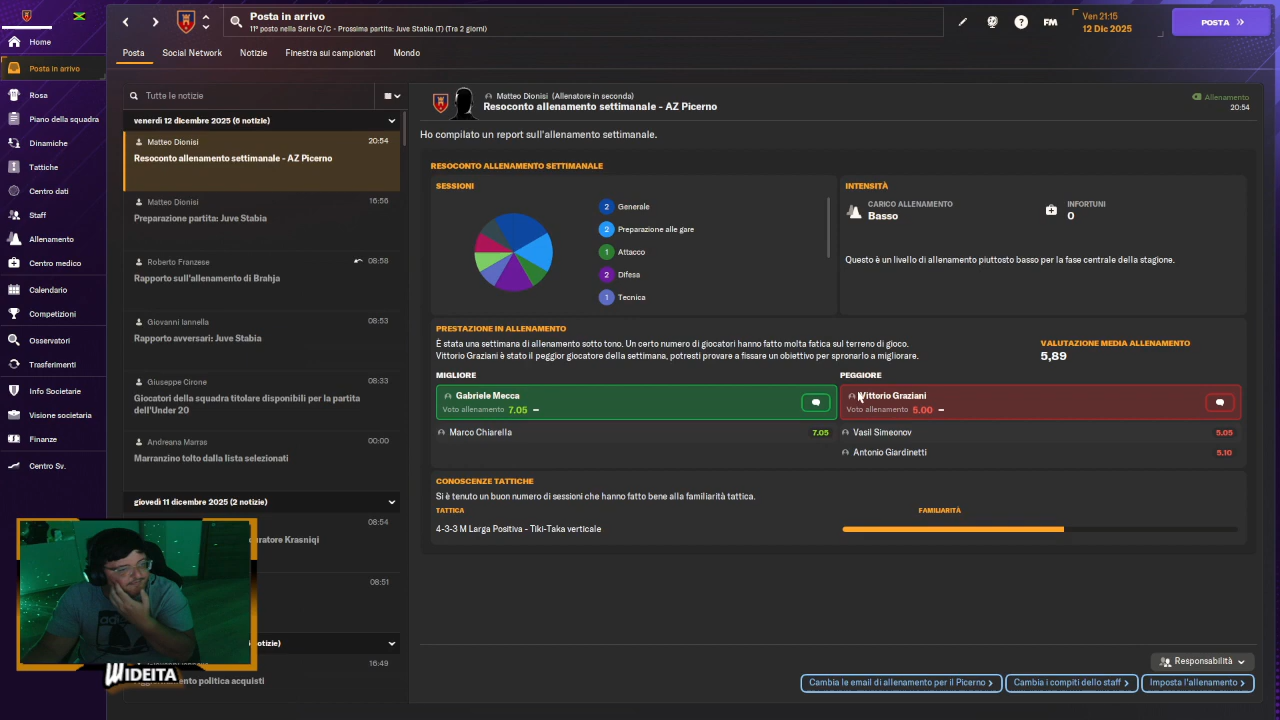 Posta in arrivo
11° posto nella Serie C/C - Prossima partita: Juve Stabia (T) (Tra 2 giorni)
FM
Ven 21:15
12 Dic 2025
POSTA
Home
Posta in arrivo
Rosa
Piano della squadra
Dinamiche
Tattiche
Centro dati
Staff
Allenamento
Centro medico
Calendario
Competizioni
Osservatori
Trasferimenti
Info Societarie
Visione societaria
Finanze
Centro Sv.
Posta
Social Network
Notizie
Finestra sui campionati
Mondo
Tutte le notizie
venerdì 12 dicembre 2025 (6 notizie)
Matteo Dionisi
20:54
Resoconto allenamento settimanale - AZ Picerno
Matteo Dionisi
16:56
Preparazione partita: Juve Stabia
Roberto Franzese
08:58
Rapporto sull'allenamento di Brahja
Giovanni Iannella
08:53
Rapporto avversari: Juve Stabia
Giuseppe Cirone
08:33
Giocatori della squadra titolare disponibili per la partita
dell'Under 20
Andreana Marras
00:00
Marranzino tolto dalla lista selezionati
giovedì 11 dicembre 2025 (2 notizie)
08:54
curatore Krasniqi
08:51
notizie)
16:49
politica acquisti
WIDEITA
Matteo Dionisi (Allenatore in seconda)
Resoconto allenamento settimanale - AZ Picerno
Allenamento
20:54
Ho compilato un report sull'allenamento settimanale.
RESOCONTO ALLENAMENTO SETTIMANALE
SESSIONI
2 Generale
2 Preparazione alle gare
1 Attacco
2 Difesa
1 Tecnica
INTENSITÀ
CARICO ALLENAMENTO
Basso
INFORTUNI
0
Questo è un livello di allenamento piuttosto basso per la fase centrale della stagione.
PRESTAZIONE IN ALLENAMENTO
È stata una settimana di allenamento sotto tono. Un certo numero di giocatori hanno fatto molta fatica sul terreno di gioco.
Vittorio Graziani è stato il peggior giocatore della settimana, potresti provare a fissare un obiettivo per spronarlo a migliorare.
VALUTAZIONE MEDIA ALLENAMENTO
5,89
MIGLIORE
Gabriele Mecca
Voto allenamento 7.05 –
Marco Chiarella
7.05
PEGGIORE
Vittorio Graziani
Voto allenamento 5.00 –
Vasil Simeonov
5.05
Antonio Giardinetti
5.10
CONOSCENZE TATTICHE
Si è tenuto un buon numero di sessioni che hanno fatto bene alla familiarità tattica.
TATTICA
FAMILIARITÀ
4-3-3 M Larga Positiva - Tiki-Taka verticale
Responsabilità
Cambia le email di allenamento per il Picerno
Cambia i compiti dello staff
Imposta l'allenamento